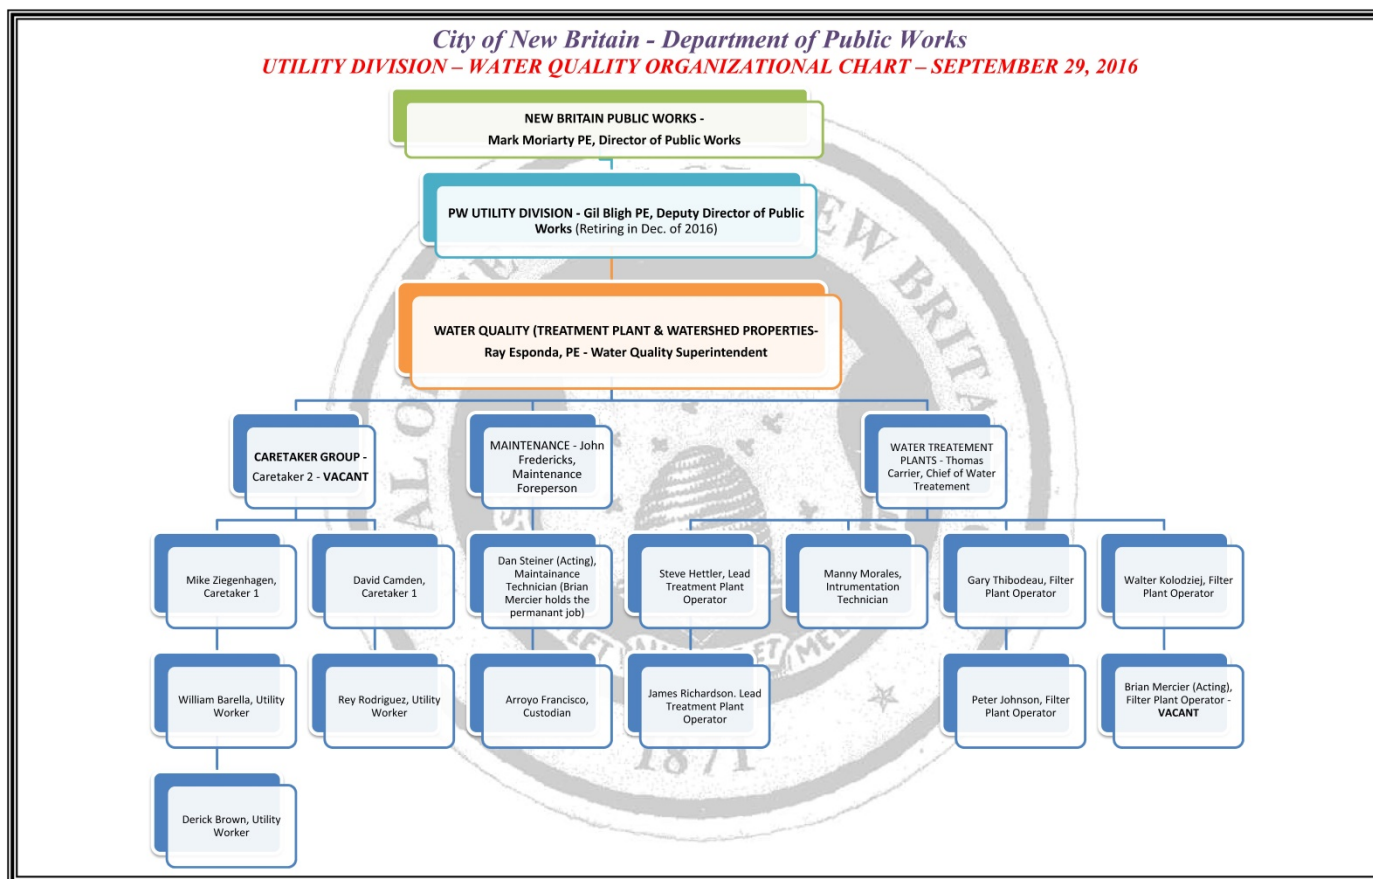 City of New Britain - Department of Public Works
UTILITY DIVISION – WATER QUALITY ORGANIZATIONAL CHART – SEPTEMBER 29, 2016
NEW BRITAIN PUBLIC WORKS -
Mark Moriarty PE, Director of Public Works
PW UTILITY DIVISION - Gil Bligh PE, Deputy Director of Public
Works (Retiring in Dec. of 2016)
WATER QUALITY (TREATMENT PLANT & WATERSHED PROPERTIES-
Ray Esponda, PE - Water Quality Superintendent
CARETAKER GROUP -
Caretaker 2 - VACANT
MAINTENANCE - John
Fredericks,
Maintenance
Foreperson
WATER TREATEMENT
PLANTS - Thomas
Carrier, Chief of Water
Treatement
Mike Ziegenhagen,
Caretaker 1
David Camden,
Caretaker 1
Dan Steiner (Acting),
Maintainance
Technician (Brian
Mercier holds the
permanant job)
Steve Hettler, Lead
Treatment Plant
Operator
Manny Morales,
Intrumentation
Technician
Gary Thibodeau, Filter
Plant Operator
Walter Kolodziej, Filter
Plant Operator
William Barella, Utility
Worker
Rey Rodriguez, Utility
Worker
Arroyo Francisco,
Custodian
James Richardson. Lead
Treatment Plant
Operator
Peter Johnson, Filter
Plant Operator
Brian Mercier (Acting),
Filter Plant Operator -
VACANT
Derick Brown, Utility
Worker
NEW BRITA
1871